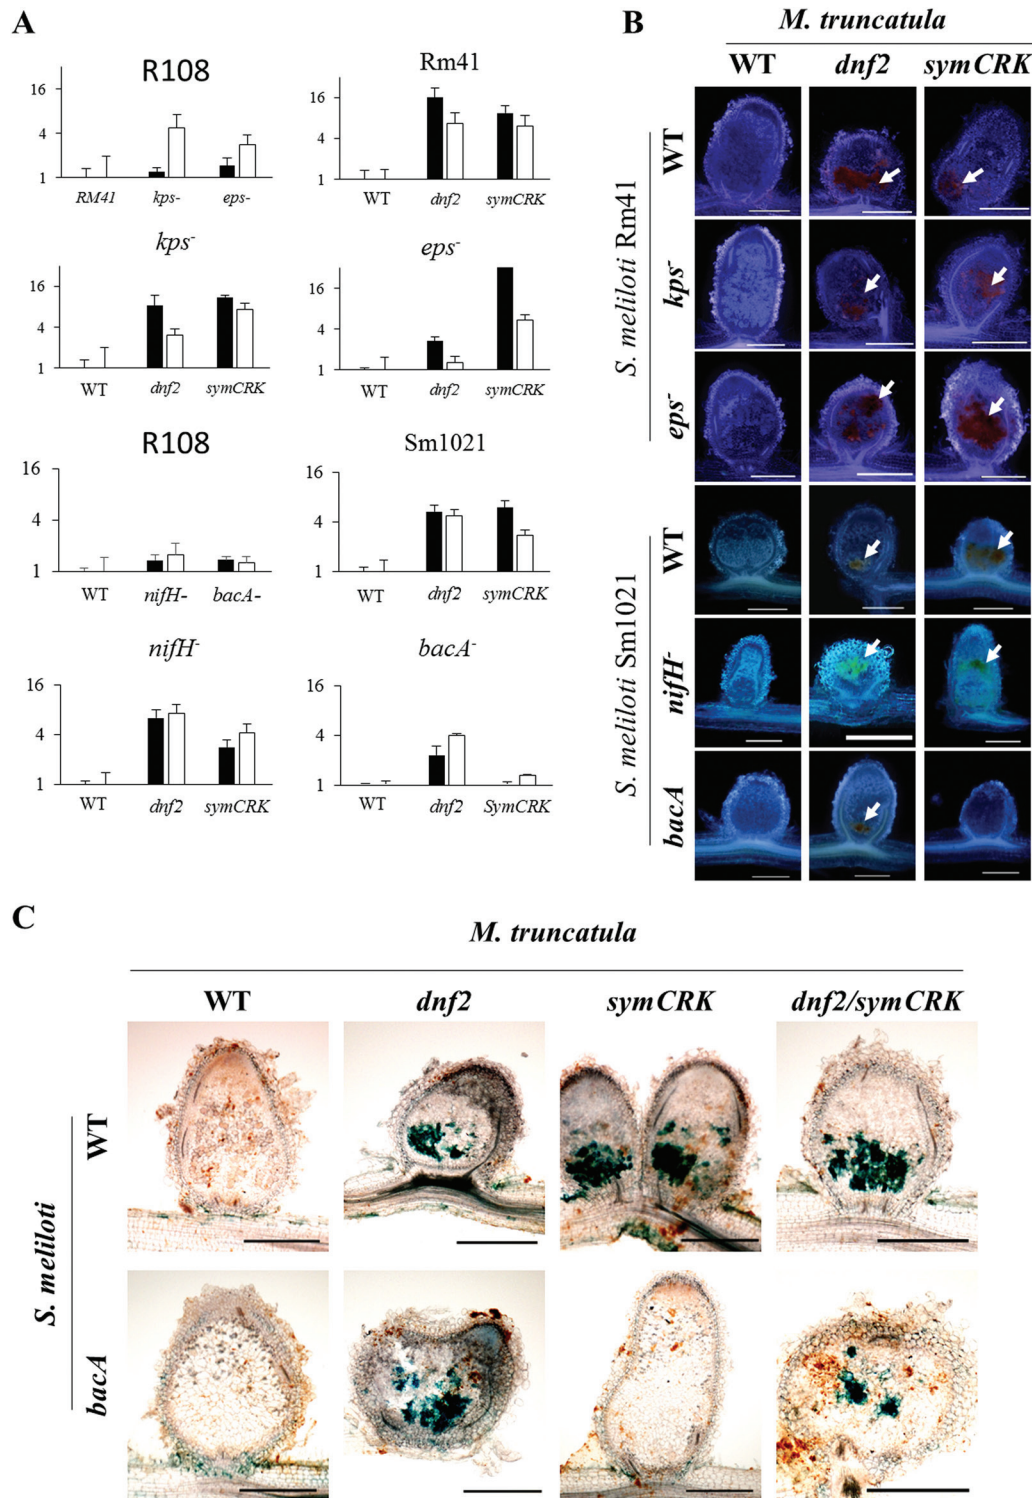 A
R108
16
4
1
RM41
kps-
eps-
Rm41
16
4
1
WT
dnf2
symCRK
kps-
16
4
1
WT
dnf2
symCRK
eps-
16
4
1
WT
dnf2
symCRK
R108
16
4
1
WT
nifH-
bacA-
Sm1021
16
4
1
WT
dnf2
symCRK
nifH-
16
4
1
WT
dnf2
symCRK
bacA-
16
4
1
WT
dnf2
SymCRK
B
M. truncatula
WT
dnf2
symCRK
S. meliloti Rm41
WT
kps-
eps-
S. meliloti Sm1021
WT
nifH-
bacA
C
M. truncatula
WT
dnf2
symCRK
dnf2/symCRK
S. meliloti
WT
bacA